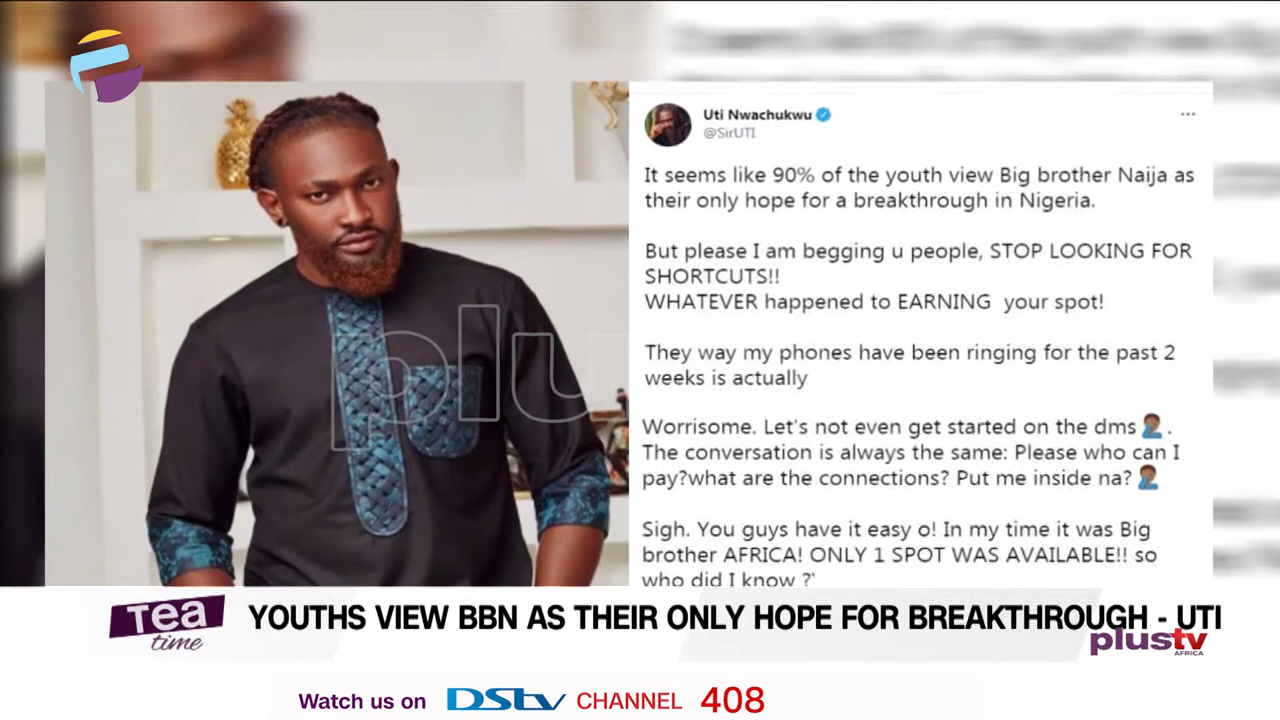 Uti Nwachukwu
@SirUTI
It seems like 90% of the youth view Big brother Naija as
their only hope for a breakthrough in Nigeria.
But please I am begging u people, STOP LOOKING FOR
SHORTCUTS!!
WHATEVER happened to EARNING your spot!
They way my phones have been ringing for the past 2
weeks is actually
Worrisome. Let's not even get started on the dms🤦🏾‍♂️.
The conversation is always the same: Please who can I
pay?what are the connections? Put me inside na?🤦🏾‍♂️
Sigh. You guys have it easy o! In my time it was Big
brother AFRICA! ONLY 1 SPOT WAS AVAILABLE!! so
who did I know ?`
plu
Tea
time
YOUTHS VIEW BBN AS THEIR ONLY HOPE FOR BREAKTHROUGH - UTI
plustv
AFRICA
Watch us on DStv CHANNEL 408